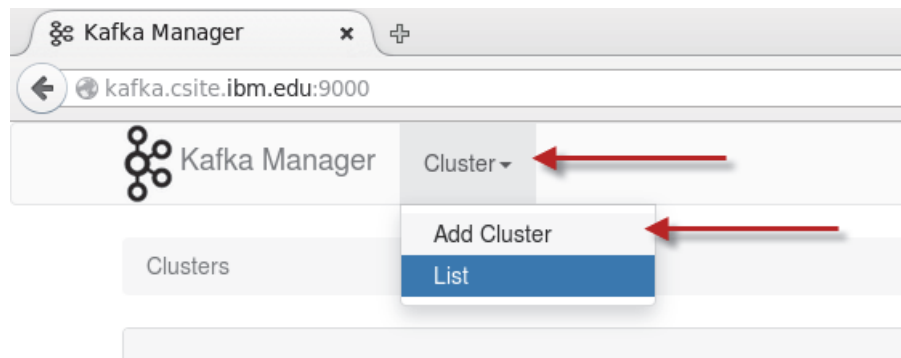 Kafka Manager
kafka.csite.ibm.edu:9000
Kafka Manager Cluster
Add Cluster
Clusters
List